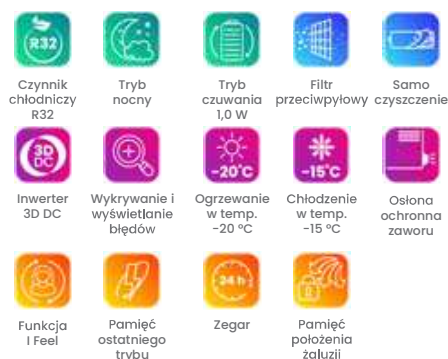 R32
Czynnik
chłodniczy
R32
Tryb
nocny
Tryb
czuwania
1,0 W
Filtr
przeciwpyłowy
Samo
czyszczenie
3D
DC
Inwerter
3D DC
Wykrywanie i
wyświetlanie
błędów
-20°C
Ogrzewanie
w temp.
-20 °C
-15°C
Chłodzenie
w temp.
-15 °C
Osłona
ochronna
zaworu
Funkcja
I Feel
Pamięć
ostatniego
trybu
24h
Zegar
Pamięć
położenia
żaluzji